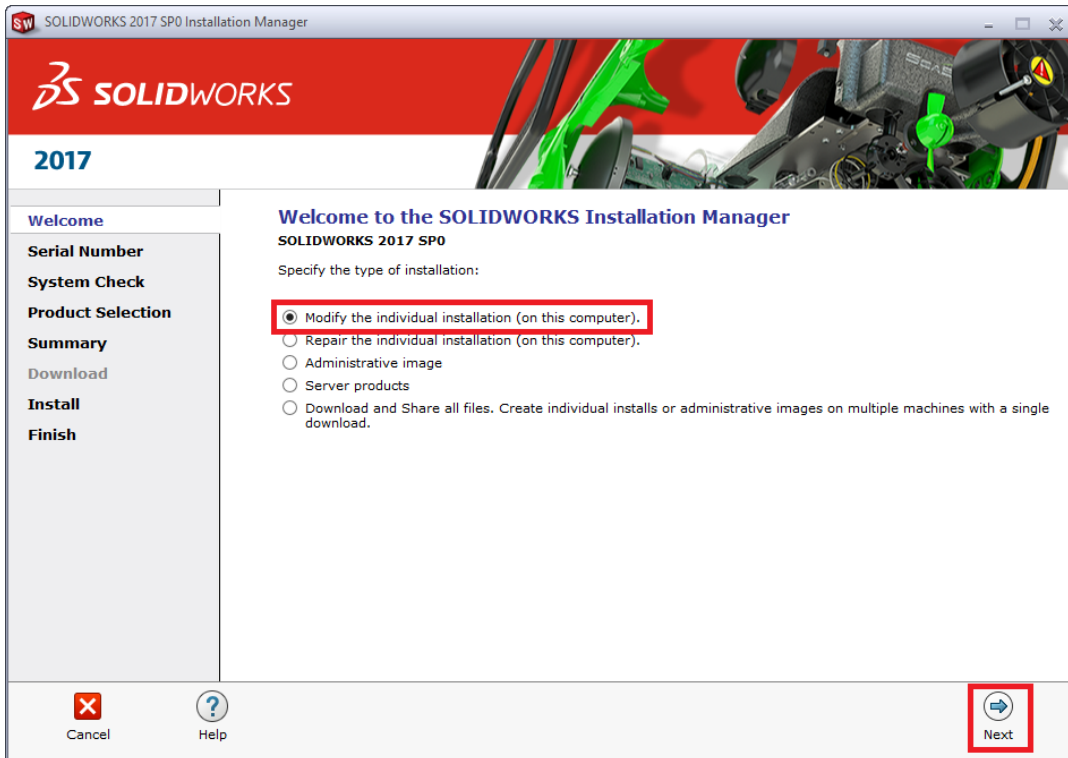 SOLIDWORKS 2017 SP0 Installation Manager
SOLIDWORKS
2017
Welcome
Serial Number
System Check
Product Selection
Summary
Download
Install
Finish
Welcome to the SOLIDWORKS Installation Manager
SOLIDWORKS 2017 SP0
Specify the type of installation:
Modify the individual installation (on this computer).
Repair the individual installation (on this computer).
Administrative image
Server products
Download and Share all files. Create individual installs or administrative images on multiple machines with a single
download.
Cancel
Help
Next